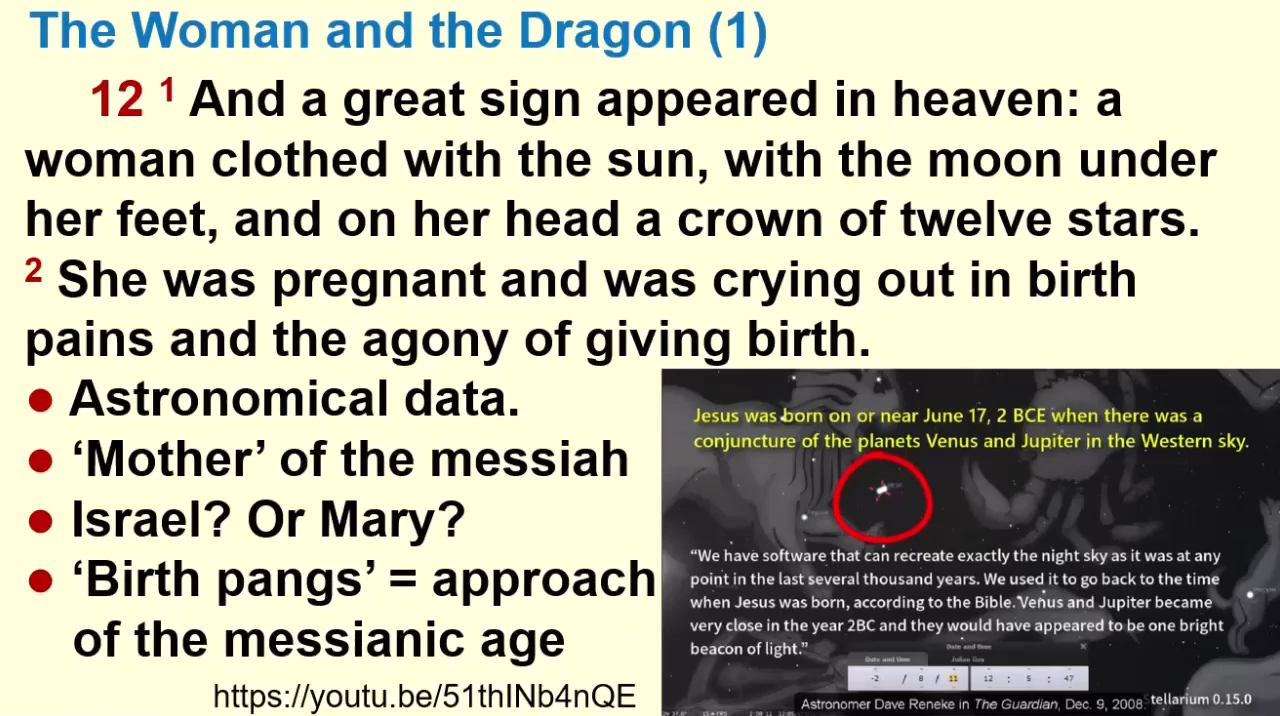 The Woman and the Dragon (1)
12 1 And a great sign appeared in heaven: a
woman clothed with the sun, with the moon under
her feet, and on her head a crown of twelve stars.
2 She was pregnant and was crying out in birth
pains and the agony of giving birth.
● Astronomical data.
● ‘Mother’ of the messiah
● Israel? Or Mary?
● ‘Birth pangs’ = approach
of the messianic age
https://youtu.be/51thINb4nQE
Jesus was born on or near June 17, 2 BCE when there was a
conjuncture of the planets Venus and Jupiter in the Western sky.
“We have software that can recreate exactly the night sky as it was at any
point in the last several thousand years. We used it to go back to the time
when Jesus was born, according to the Bible. Venus and Jupiter became
very close in the year 2BC and they would have appeared to be one bright
beacon of light.”
Date and time
Date and time Julian Day
-2 / 8 / 11 12 : 5 : 47
Astronomer Dave Reneke in The Guardian, Dec. 9, 2008
tellarium 0.15.0